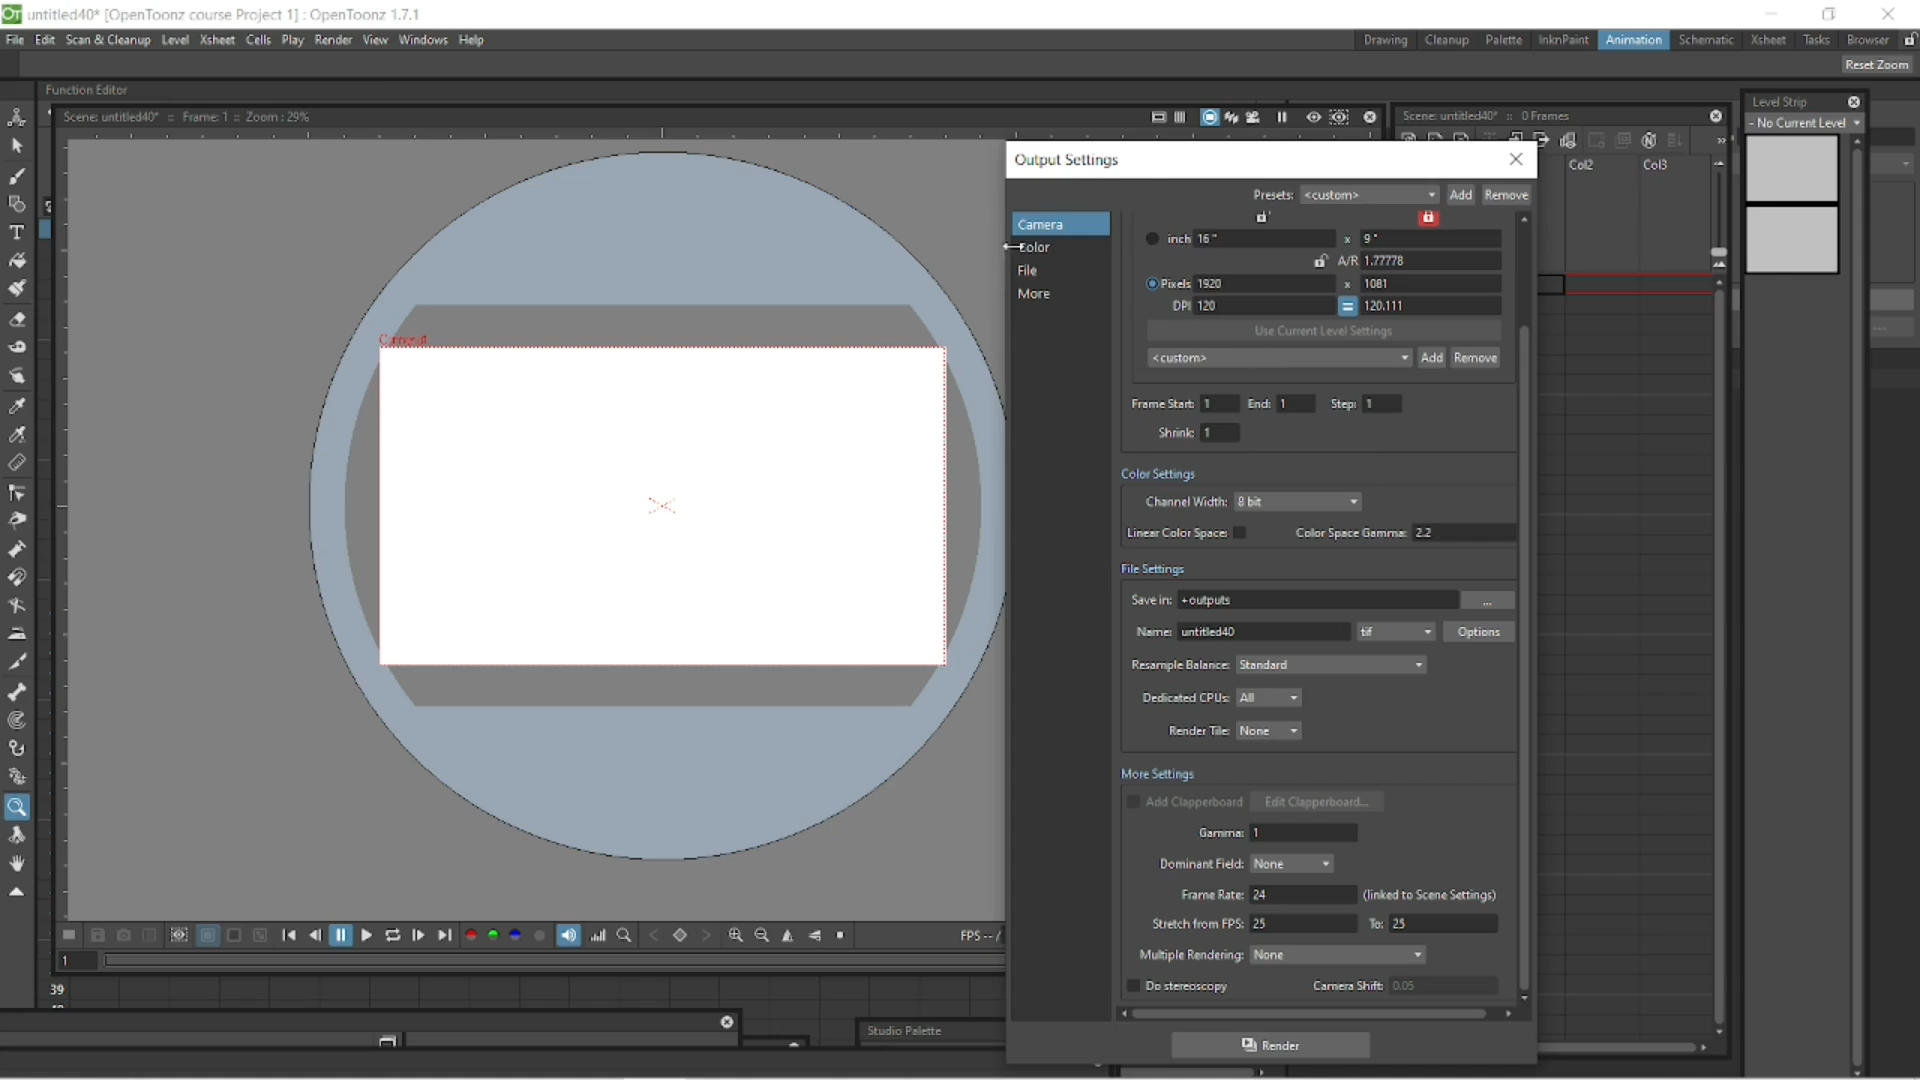 untitled40* [OpenToonz course Project 1] : OpenToonz 1.7.1
File Edit Scan & Cleanup Level Xsheet Cells Play Render View Windows Help
Drawing Cleanup Palette InknPaint Animation Schematic Xsheet Tasks Browser
Reset Zoom
Function Editor
Scene: untitled40* :: Frame: 1 :: Zoom : 29%
Scene: untitled40* :: 0 Frames
Level Strip
- No Current Level
Col2 Col3
Output Settings
Presets: <custom> Add Remove
Camera
Color
File
More
inch 16 " x 9 "
A/R 1.77778
Pixels 1920 x 1081
DPI 120 = 120.111
Use Current Level Settings
<custom> Add Remove
Frame Start: 1 End: 1 Step: 1
Shrink: 1
Color Settings
Channel Width: 8 bit
Linear Color Space: Color Space Gamma: 2.2
File Settings
Save in: +outputs ...
Name: untitled40 tif Options
Resample Balance: Standard
Dedicated CPUs: All
Render Tile: None
More Settings
Add Clapperboard Edit Clapperboard...
Gamma: 1
Dominant Field: None
Frame Rate: 24 (linked to Scene Settings)
Stretch from FPS: 25 To: 25
Multiple Rendering: None
Do stereoscopy Camera Shift: 0.05
Render
Camera1
FPS -- /
1
39
Studio Palette